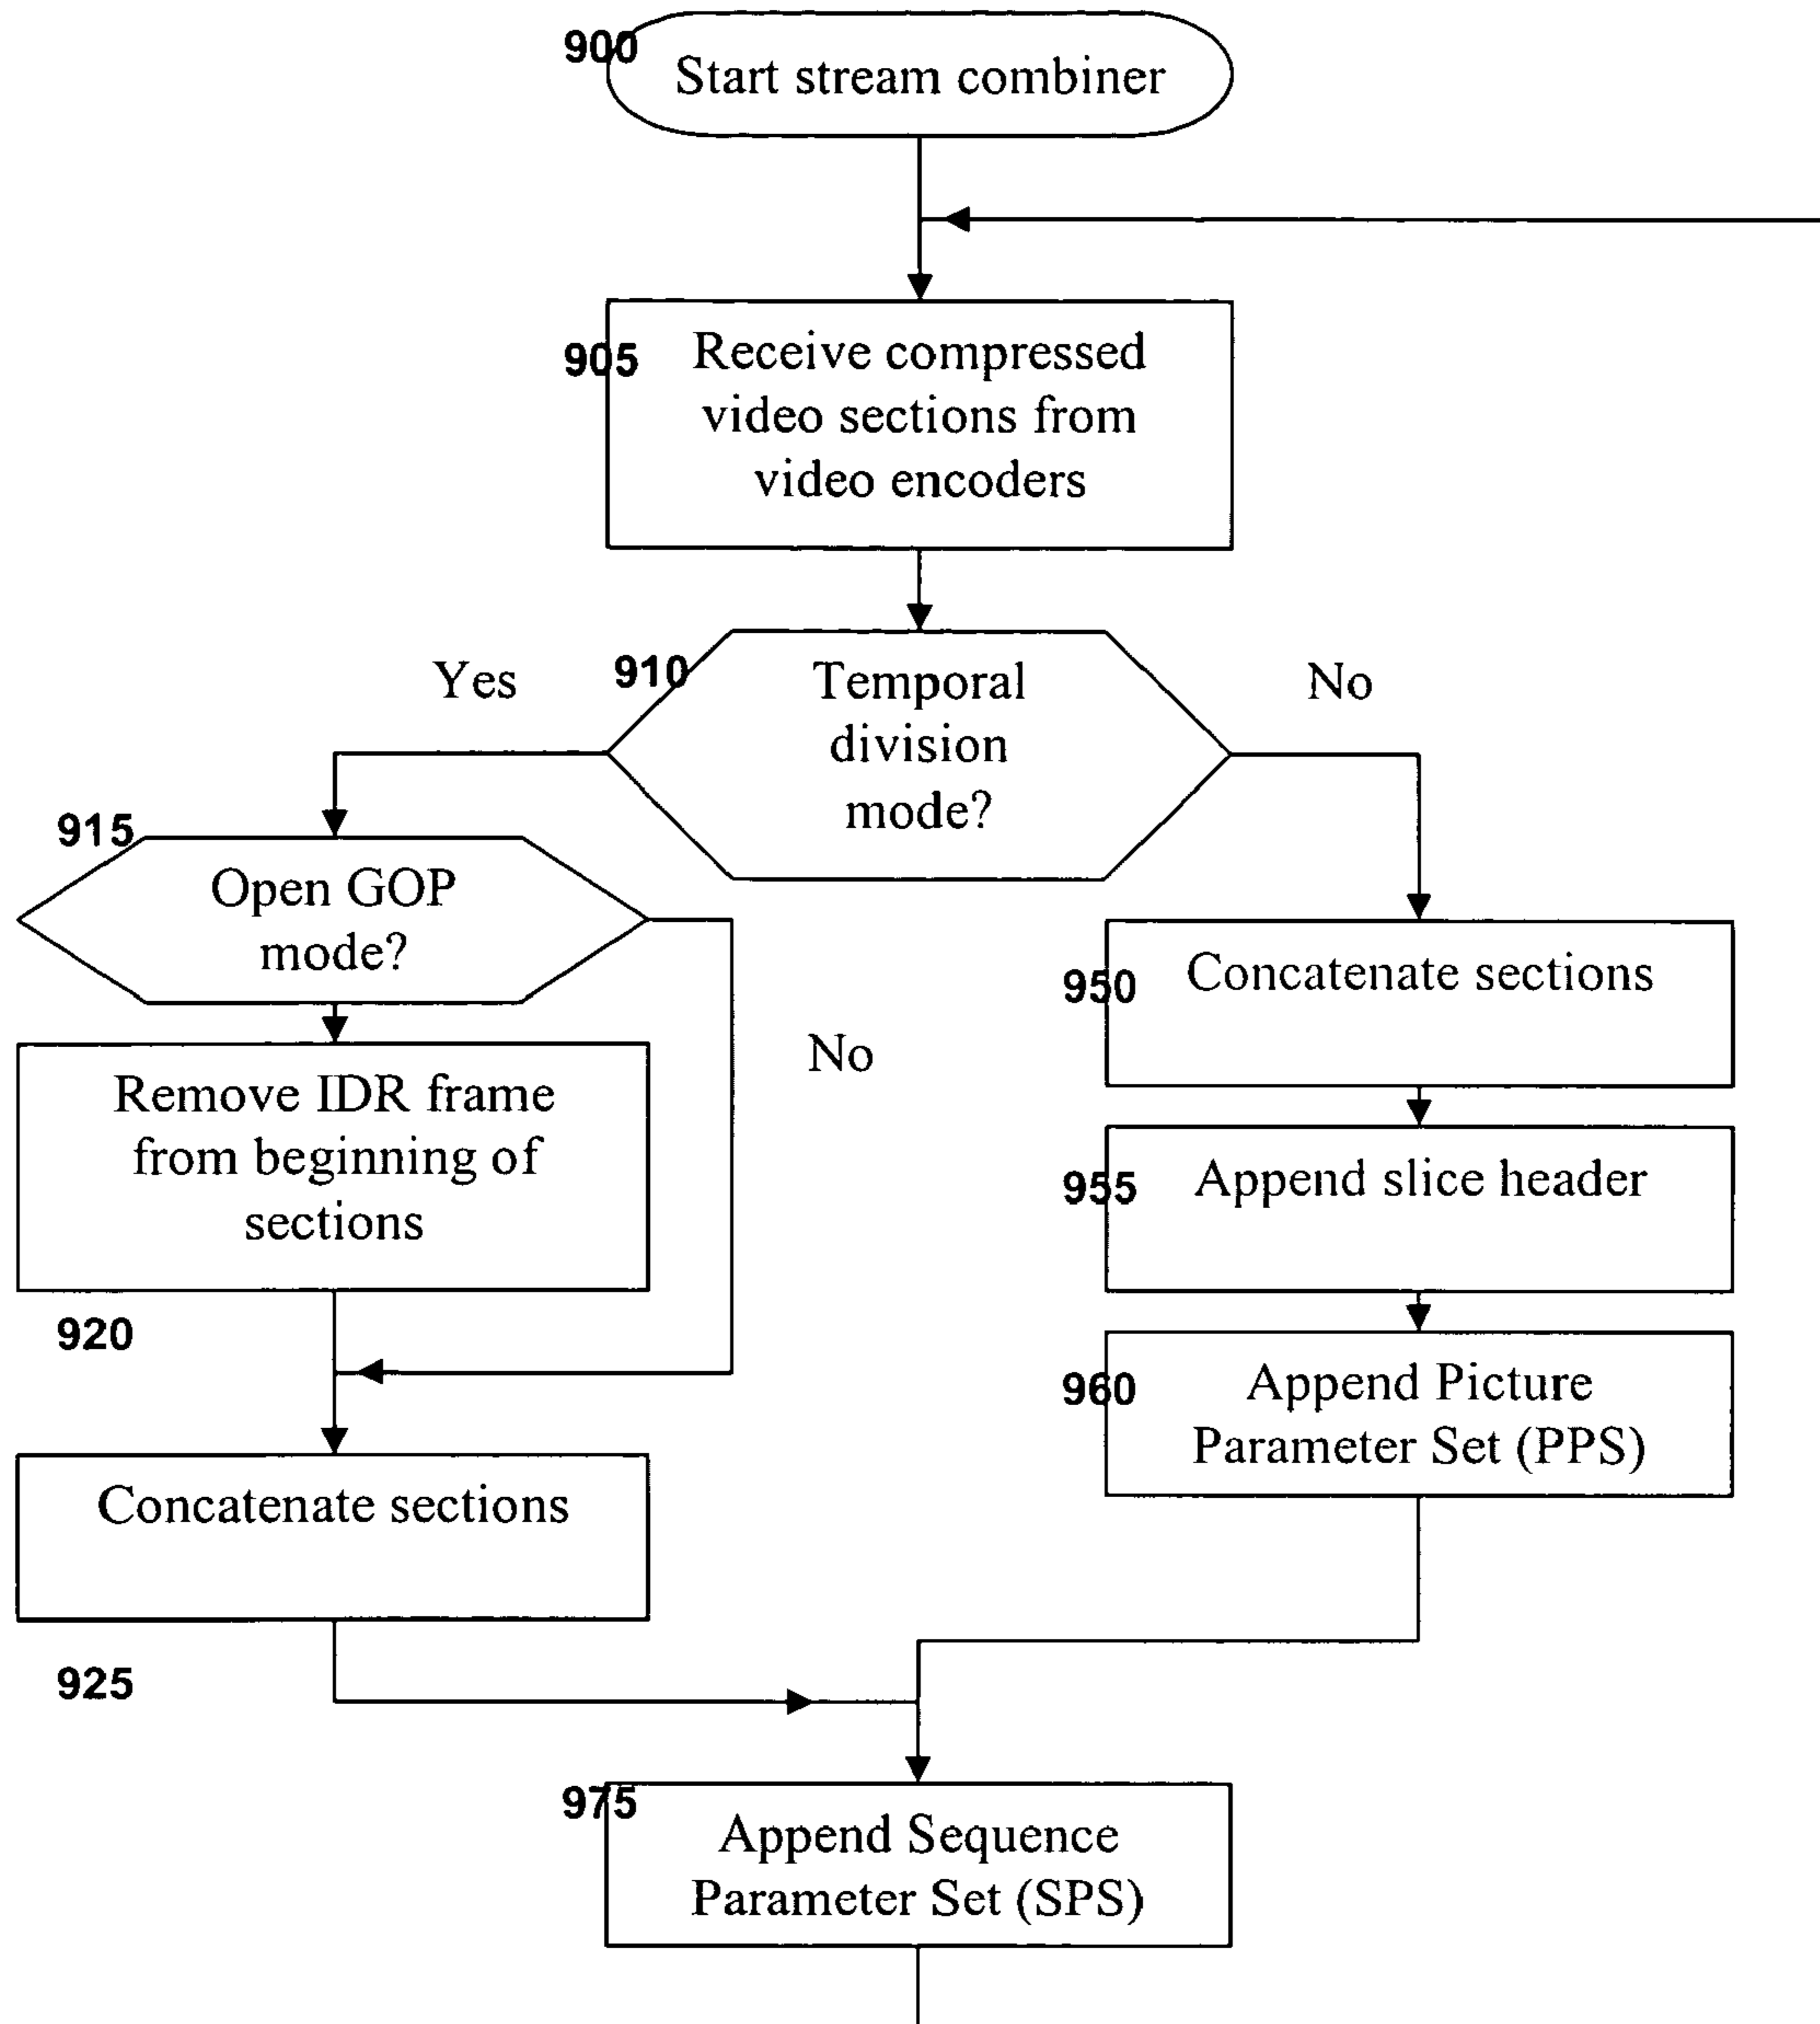 900
Start stream combiner
905
Receive compressed
video sections from
video encoders
Yes
910
Temporal
division
mode?
No
915
Open GOP
mode?
No
Remove IDR frame
from beginning of
sections
920
Concatenate sections
925
950
Concatenate sections
955
Append slice header
960
Append Picture
Parameter Set (PPS)
975
Append Sequence
Parameter Set (SPS)